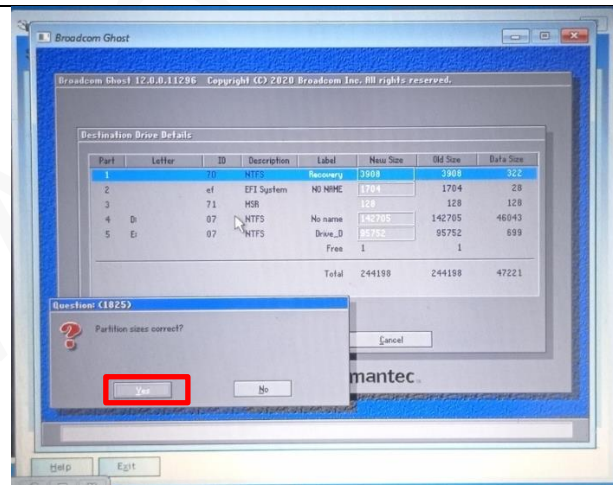 Broadcom Ghost
Broadcom Ghost 12.0.0.11296 Copyright (C) 2020 Broadcom Inc. All rights reserved.
Destination Drive Details
Part Letter ID Description Label New Size Old Size Data Size
1 70 NTFS Recovery 3908 3908 322
2 ef EFI System NO NAME 1704 1704 28
3 71 MSR 128 128 128
4 D: 07 NTFS No name 142705 142705 46043
5 E: 07 NTFS Drive_D 95752 95752 699
Free 1 1
Total 244198 244198 47221
Cancel
mantec
Question: (1825)
? Partition sizes correct?
Yes No
Help Exit